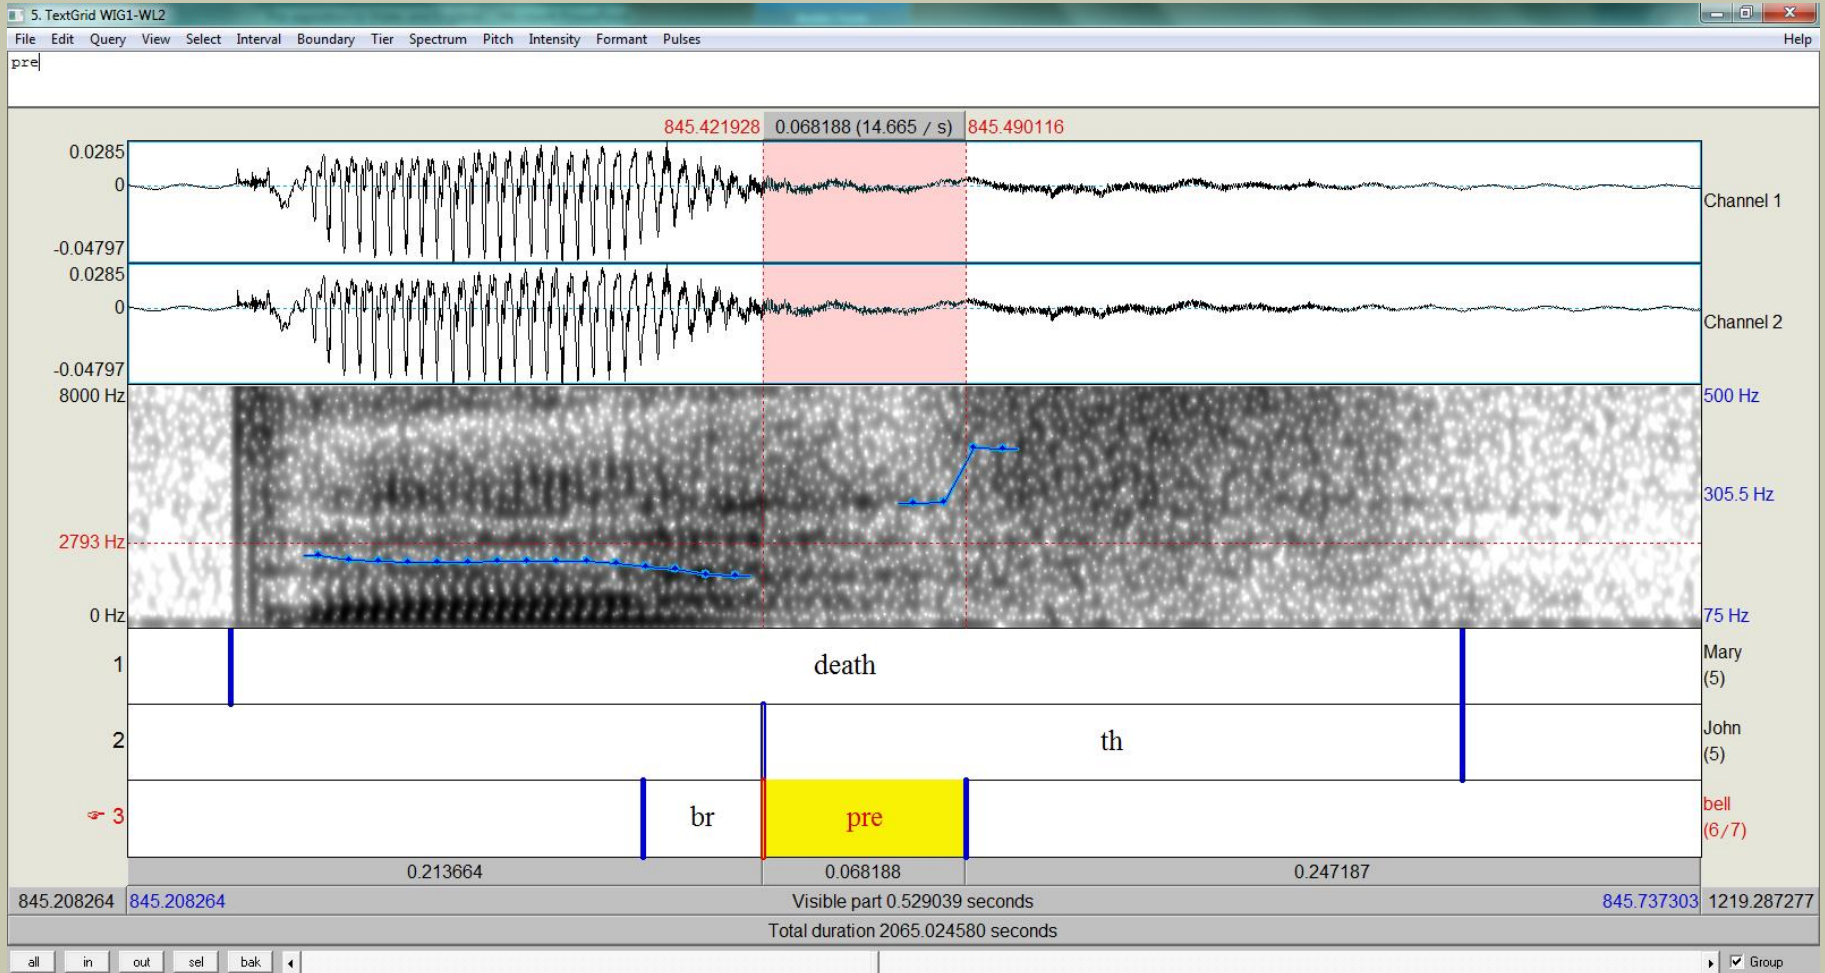 5. TextGrid WIG1-WL2
File Edit Query View Select Interval Boundary Tier Spectrum Pitch Intensity Formant Pulses Help
pre
845.421928 0.068188 (14.665 / s) 845.490116
0.0285
0
-0.04797
Channel 1
0.0285
0
-0.04797
Channel 2
8000 Hz 500 Hz
305.5 Hz
2793 Hz
0 Hz 75 Hz
1 death Mary
(5)
2 th John
(5)
3 br pre bell
(6/7)
0.213664 0.068188 0.247187
845.208264 845.208264 Visible part 0.529039 seconds 845.737303 1219.287277
Total duration 2065.024580 seconds
all in out sel bak Group